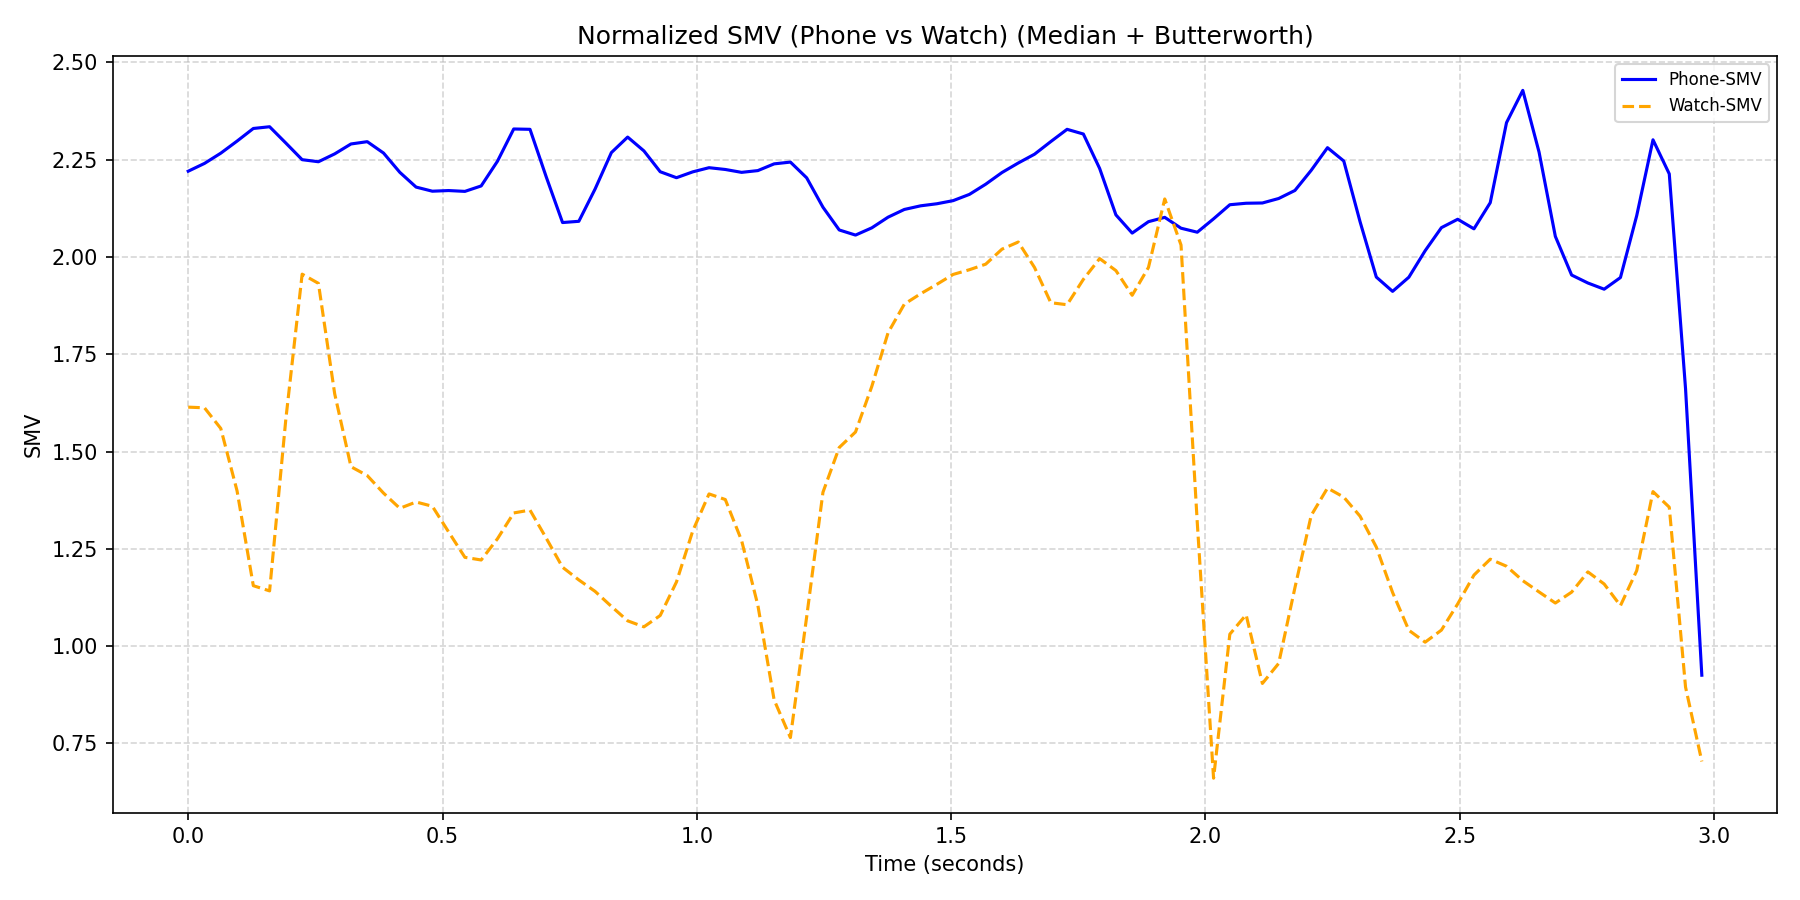 Normalized SMV (Phone vs Watch) (Median + Butterworth)
Phone-SMV
Watch-SMV
SMV
2.50
2.25
2.00
1.75
1.50
1.25
1.00
0.75
0.0 0.5 1.0 1.5 2.0 2.5 3.0
Time (seconds)